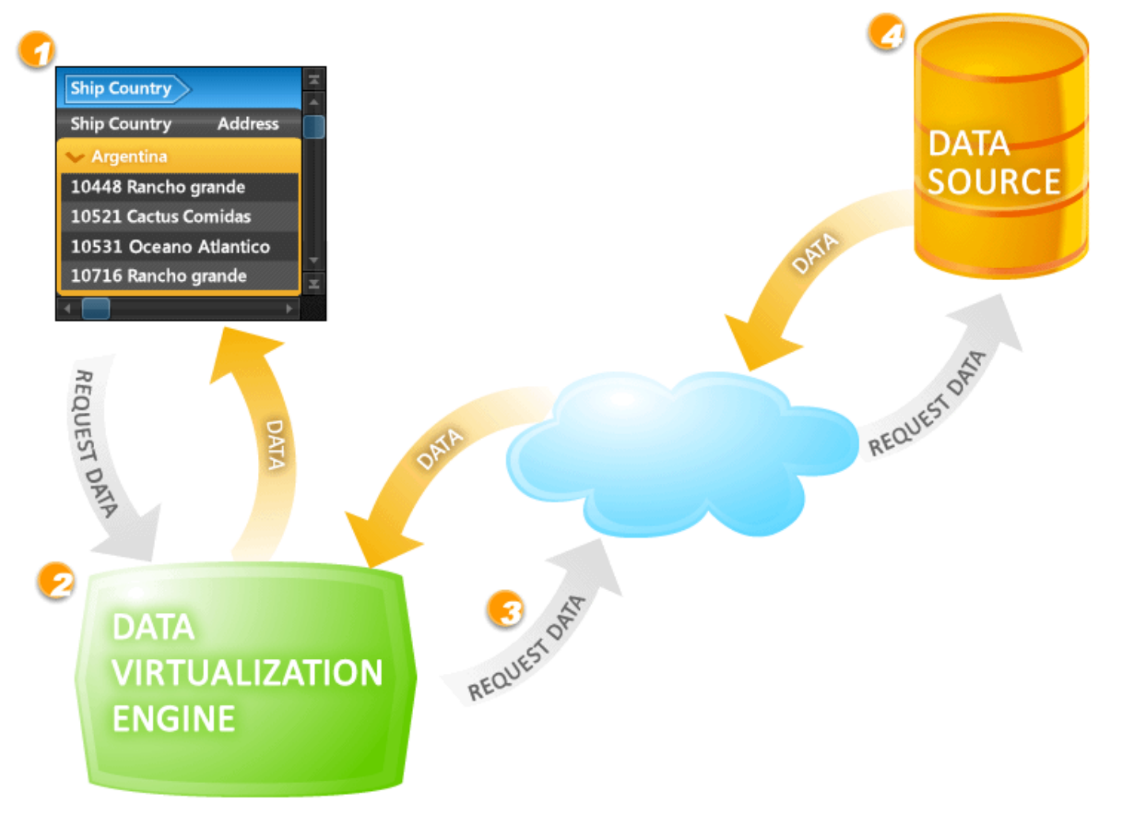 1
Ship Country
Ship Country Address
Argentina
10448 Rancho grande
10521 Cactus Comidas
10531 Oceano Atlantico
10716 Rancho grande
REQUEST DATA
DATA
2
DATA
VIRTUALIZATION
ENGINE
3
REQUEST DATA
DATA
DATA
REQUEST DATA
4
DATA
SOURCE